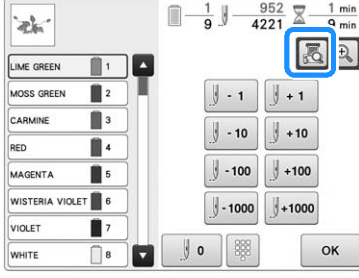 1 952 1 min
9 4221 9 min
LIME GREEN 1
MOSS GREEN 2
CARMINE 3
RED 4
MAGENTA 5
WISTERIA VIOLET 6
VIOLET 7
WHITE 8
- 1 + 1
- 10 +10
-100 +100
-1000 +1000
0 OK